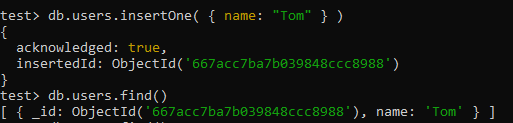 test> db.users.insertOne( { name: "Tom" } )
{
  acknowledged: true,
  insertedId: ObjectId('667acc7ba7b039848ccc8988')
}
test> db.users.find()
[ { _id: ObjectId('667acc7ba7b039848ccc8988'), name: 'Tom' } ]